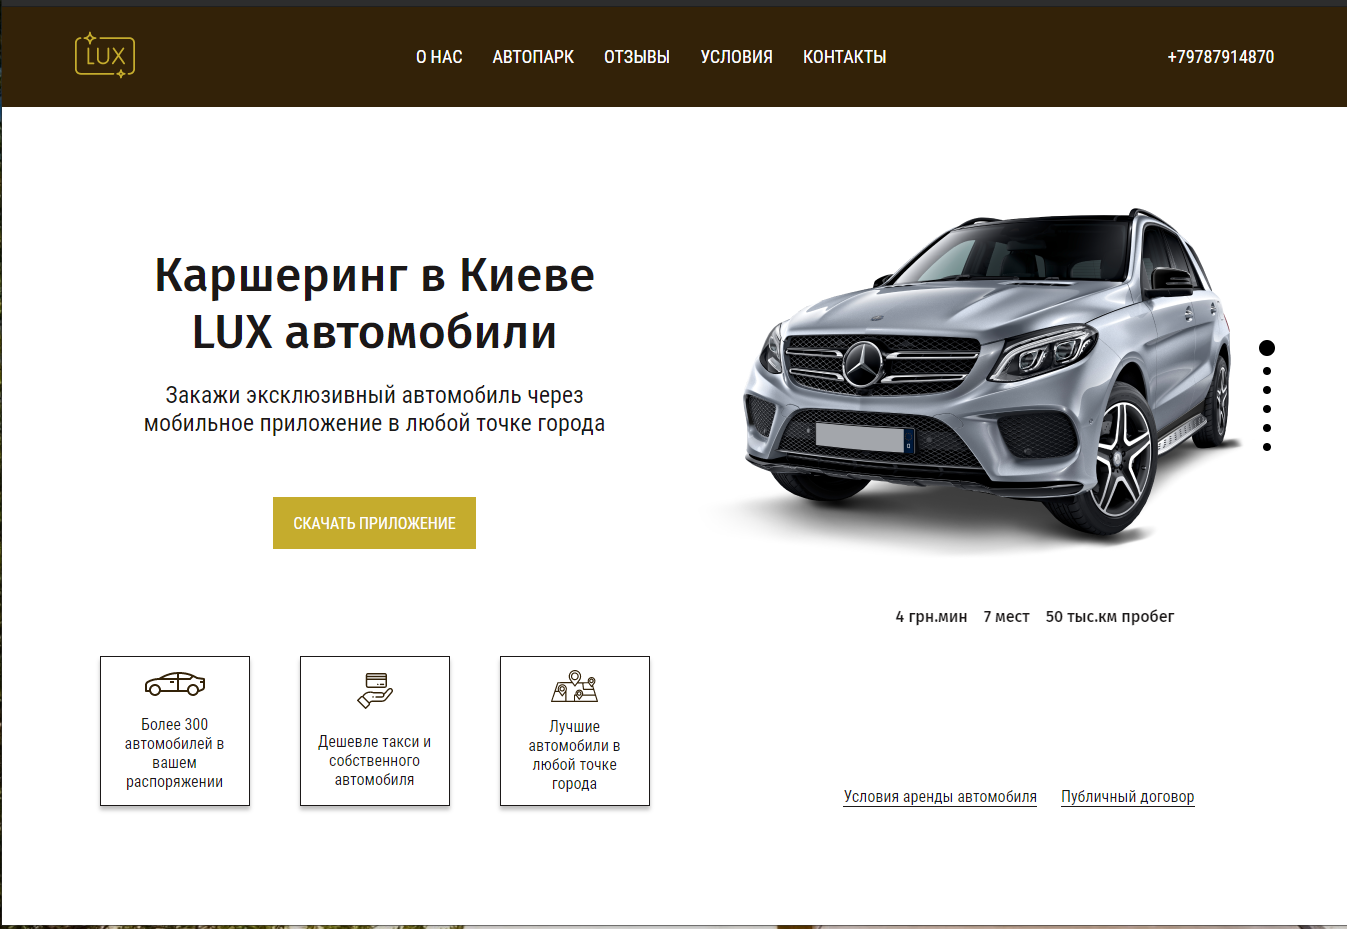 LUX
О НАС
АВТОПАРК
ОТЗЫВЫ
УСЛОВИЯ
КОНТАКТЫ
+79787914870
Каршеринг в Киеве
LUX автомобили
Закажи эксклюзивный автомобиль через
мобильное приложение в любой точке города
СКАЧАТЬ ПРИЛОЖЕНИЕ
4 грн.мин
7 мест
50 тыс.км пробег
Более 300
автомобилей в
вашем
распоряжении
Дешевле такси и
собственного
автомобиля
Лучшие
автомобили в
любой точке
города
Условия аренды автомобиля
Публичный договор